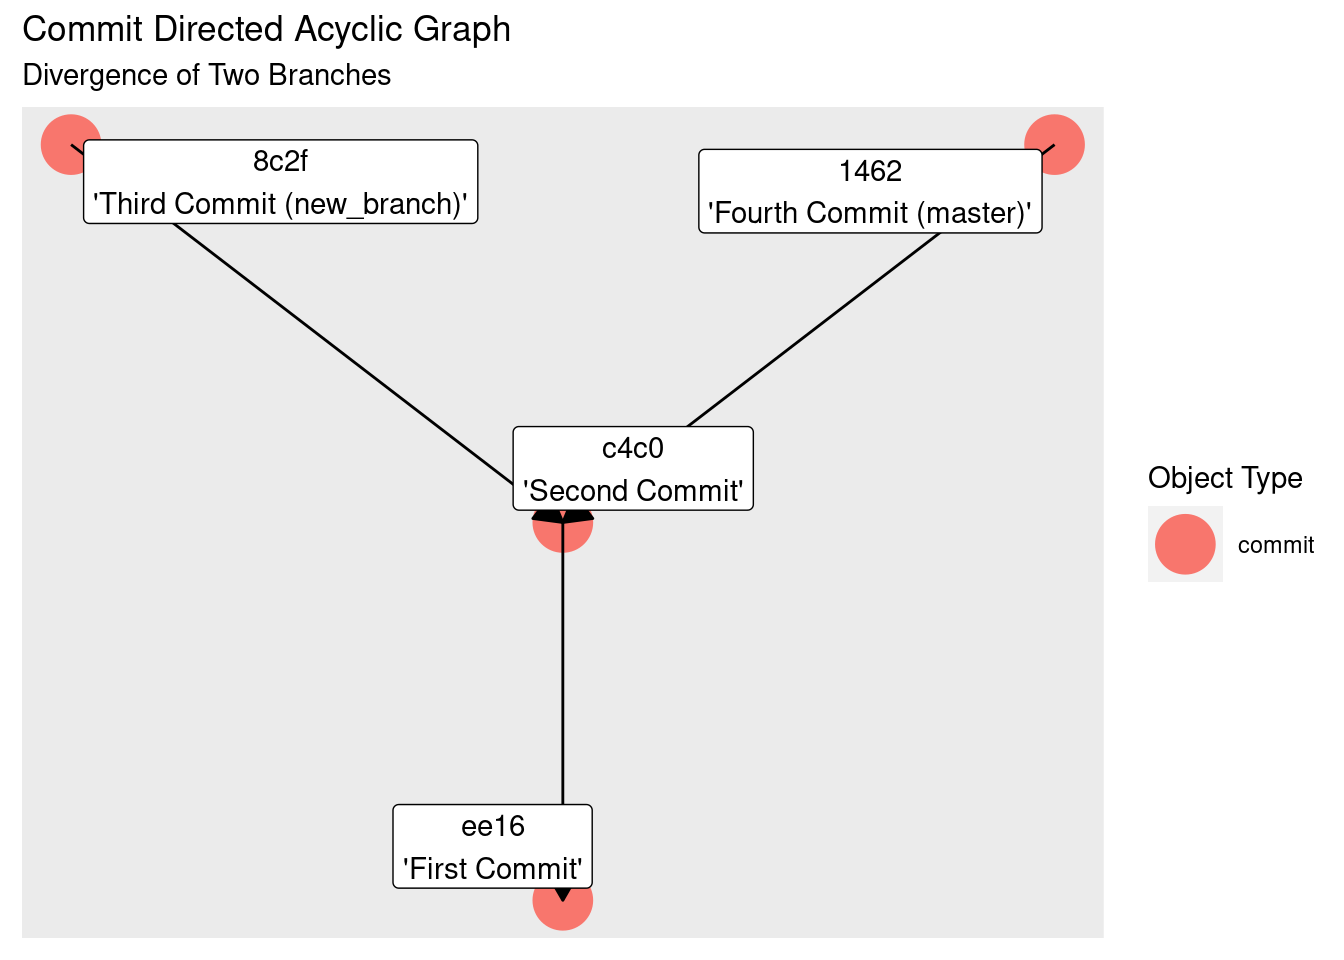 Commit Directed Acyclic Graph
Divergence of Two Branches
8c2f
'Third Commit (new_branch)'
1462
'Fourth Commit (master)'
c4c0
'Second Commit'
Object Type
commit
ee16
'First Commit'